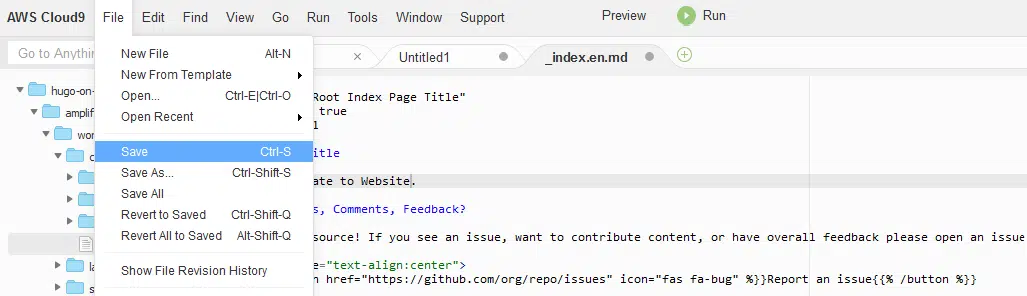 AWS Cloud9 File Edit Find View Go Run Tools Window Support Preview Run
Go to Anythin
Untitled1 _index.en.md
New File Alt-N
New From Template
Open... Ctrl-E|Ctrl-O
Open Recent
Save Ctrl-S
Save As... Ctrl-Shift-S
Save All
Revert to Saved Ctrl-Shift-Q
Revert All to Saved Alt-Shift-Q
Show File Revision History
hugo-on-
amplif
wor
c
la
s
Root Index Page Title"
true
1
itle
ate to Website.
s, Comments, Feedback?
source! If you see an issue, want to contribute content, or have overall feedback please open an issue
e="text-align:center">
n href="https://github.com/org/repo/issues" icon="fas fa-bug" %}}Report an issue{{% /button %}}